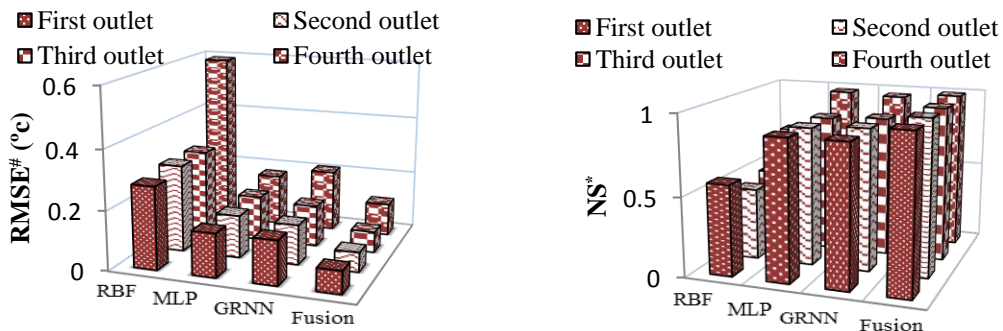 First outlet
Second outlet
Third outlet
Fourth outlet
RMSE# (ºc)
0.6
0.4
0.2
0
RBF
MLP
GRNN
Fusion
First outlet
Second outlet
Third outlet
Fourth outlet
NS*
1
0.5
0
RBF
MLP
GRNN
Fusion